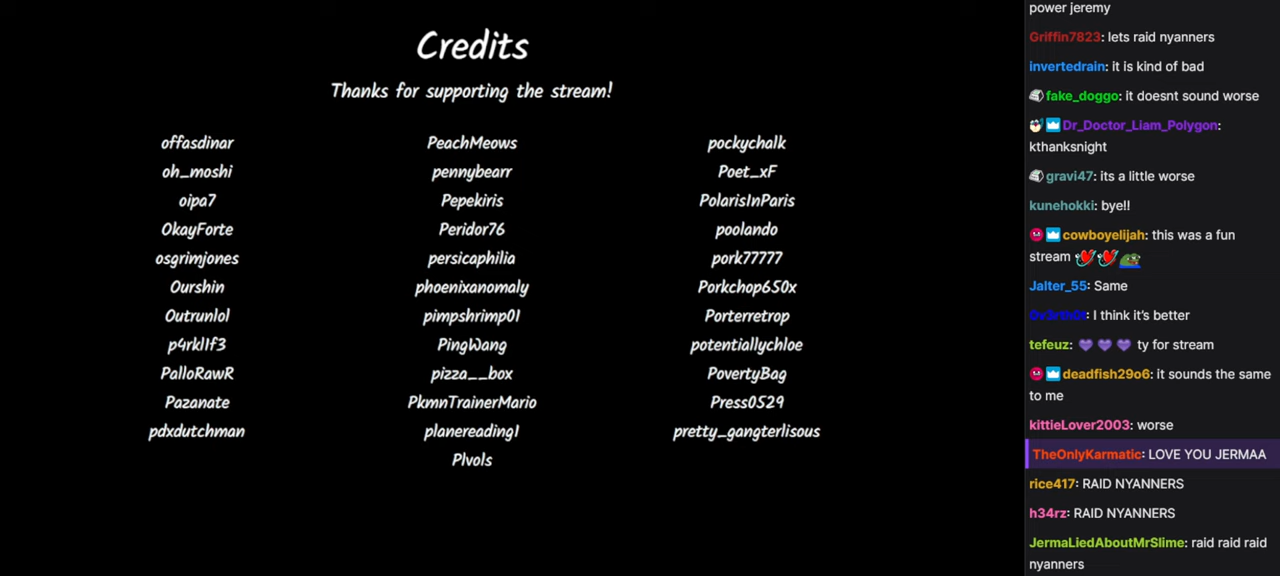 Credits
Thanks for supporting the stream!
offasdinar
oh_moshi
oipa7
OkayForte
osgrimjones
Ourshin
Outrunlol
p4rkl1f3
PalloRawR
Pazanate
pdxdutchman
PeachMeows
pennybearr
Pepekiris
Peridor76
persicaphilia
phoenixanomaly
pimpshrimp01
PingWang
pizza__box
PkmnTrainerMario
planereading1
Plvols
pockychalk
Poet_xF
PolarisInParis
poolando
pork77777
Porkchop650x
Porterretrop
potentiallychloe
PovertyBag
Press0529
pretty_gangterlisous
power jeremy
Griffin7823: lets raid nyanners
invertedrain: it is kind of bad
fake_doggo: it doesnt sound worse
Dr_Doctor_Liam_Polygon:
kthanksnight
gravi47: its a little worse
kunehokki: bye!!
cowboyelijah: this was a fun
stream
Jalter_55: Same
: I think it's better
tefeuz: 💜 💜 💜 ty for stream
deadfish29o6: it sounds the same
to me
kittieLover2003: worse
TheOnlyKarmatic: LOVE YOU JERMAA
rice417: RAID NYANNERS
h34rz: RAID NYANNERS
JermaLiedAboutMrSlime: raid raid raid
nyanners